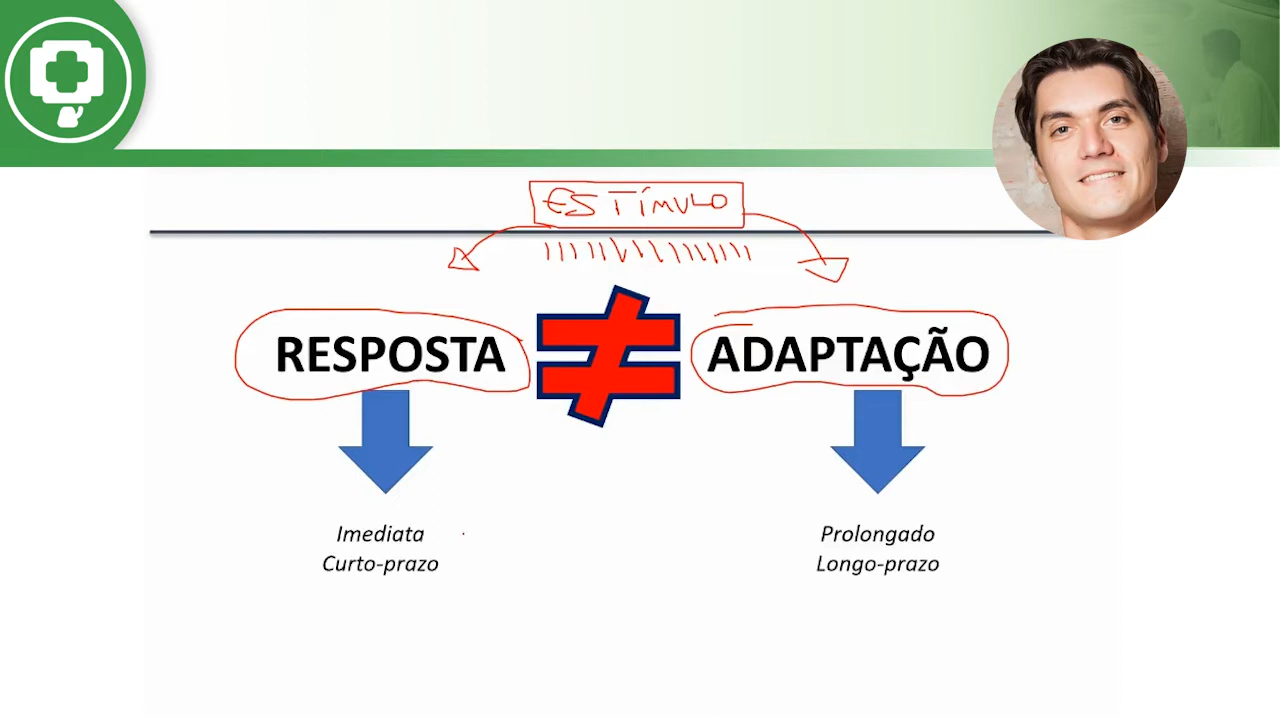 ESTÍMULO
RESPOSTA ≠ ADAPTAÇÃO
Imediata
Curto-prazo
Prolongado
Longo-prazo